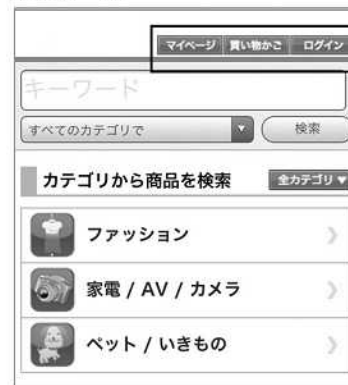 マイページ 買い物かご ログイン
キーワード
すべてのカテゴリで ▼ 検索
カテゴリから商品を検索 全カテゴリ▼
ファッション
家電 / AV / カメラ
ペット / いきもの